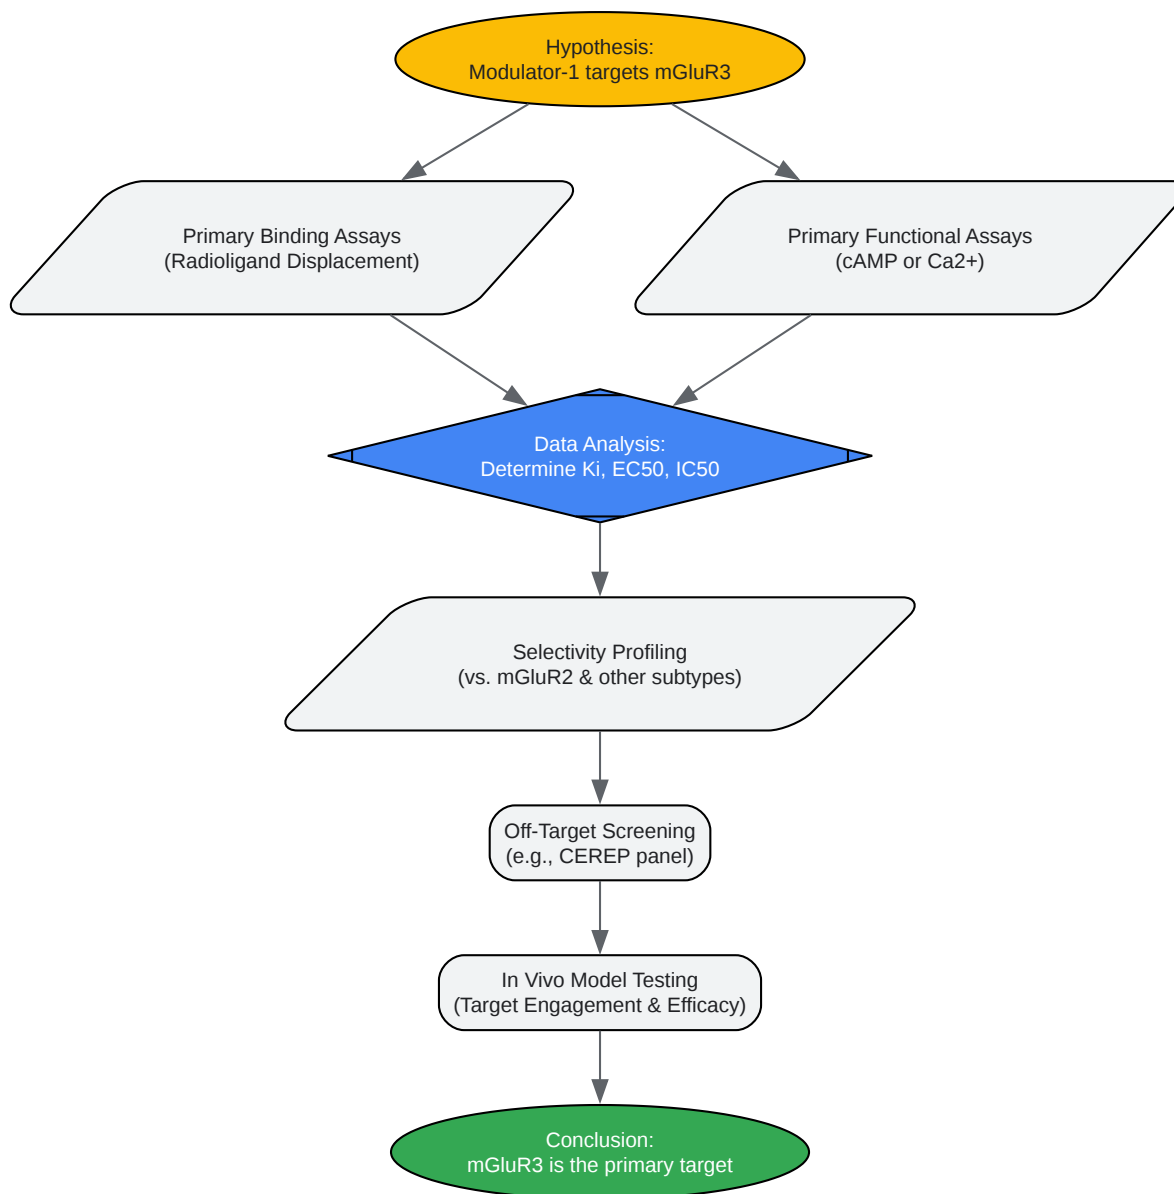 Hypothesis:
Modulator-1 targets mGluR3
Primary Binding Assays
(Radioligand Displacement)
Primary Functional Assays
(cAMP or Ca2+)
Data Analysis:
Determine Ki, EC50, IC50
Selectivity Profiling
(vs. mGluR2 & other subtypes)
Off-Target Screening
(e.g., CEREP panel)
In Vivo Model Testing
(Target Engagement & Efficacy)
Conclusion:
mGluR3 is the primary target